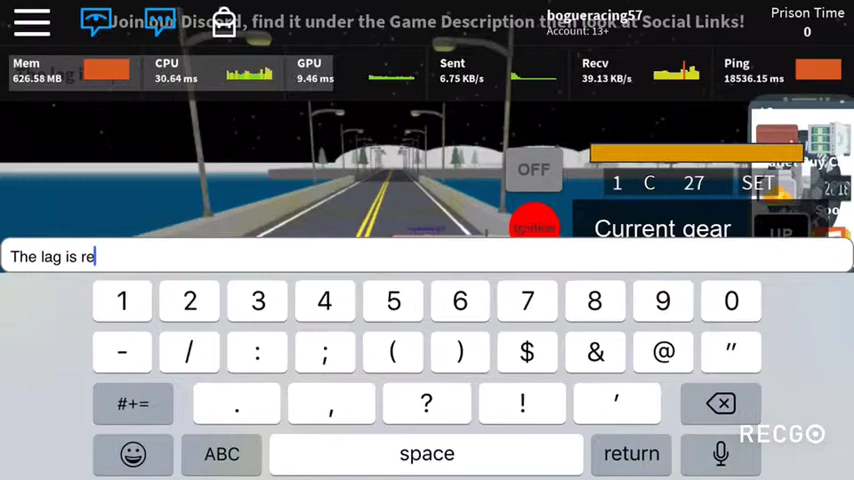 Join our Discord, find it under the Game Description then look at Social Links!
bogueracing57
Account: 13+
Prison Time
0
Mem
626.58 MB
CPU
30.64 ms
GPU
9.46 ms
Sent
6.75 KB/s
Recv
39.13 KB/s
Ping
18536.15 ms
OFF
1 C 27 SET
Ignition
Current gear
UP
2018
The lag is re
1 2 3 4 5 6 7 8 9 0
- / : ; ( ) $ & @ "
#+= . , ? ! '
ABC space return
RECGO